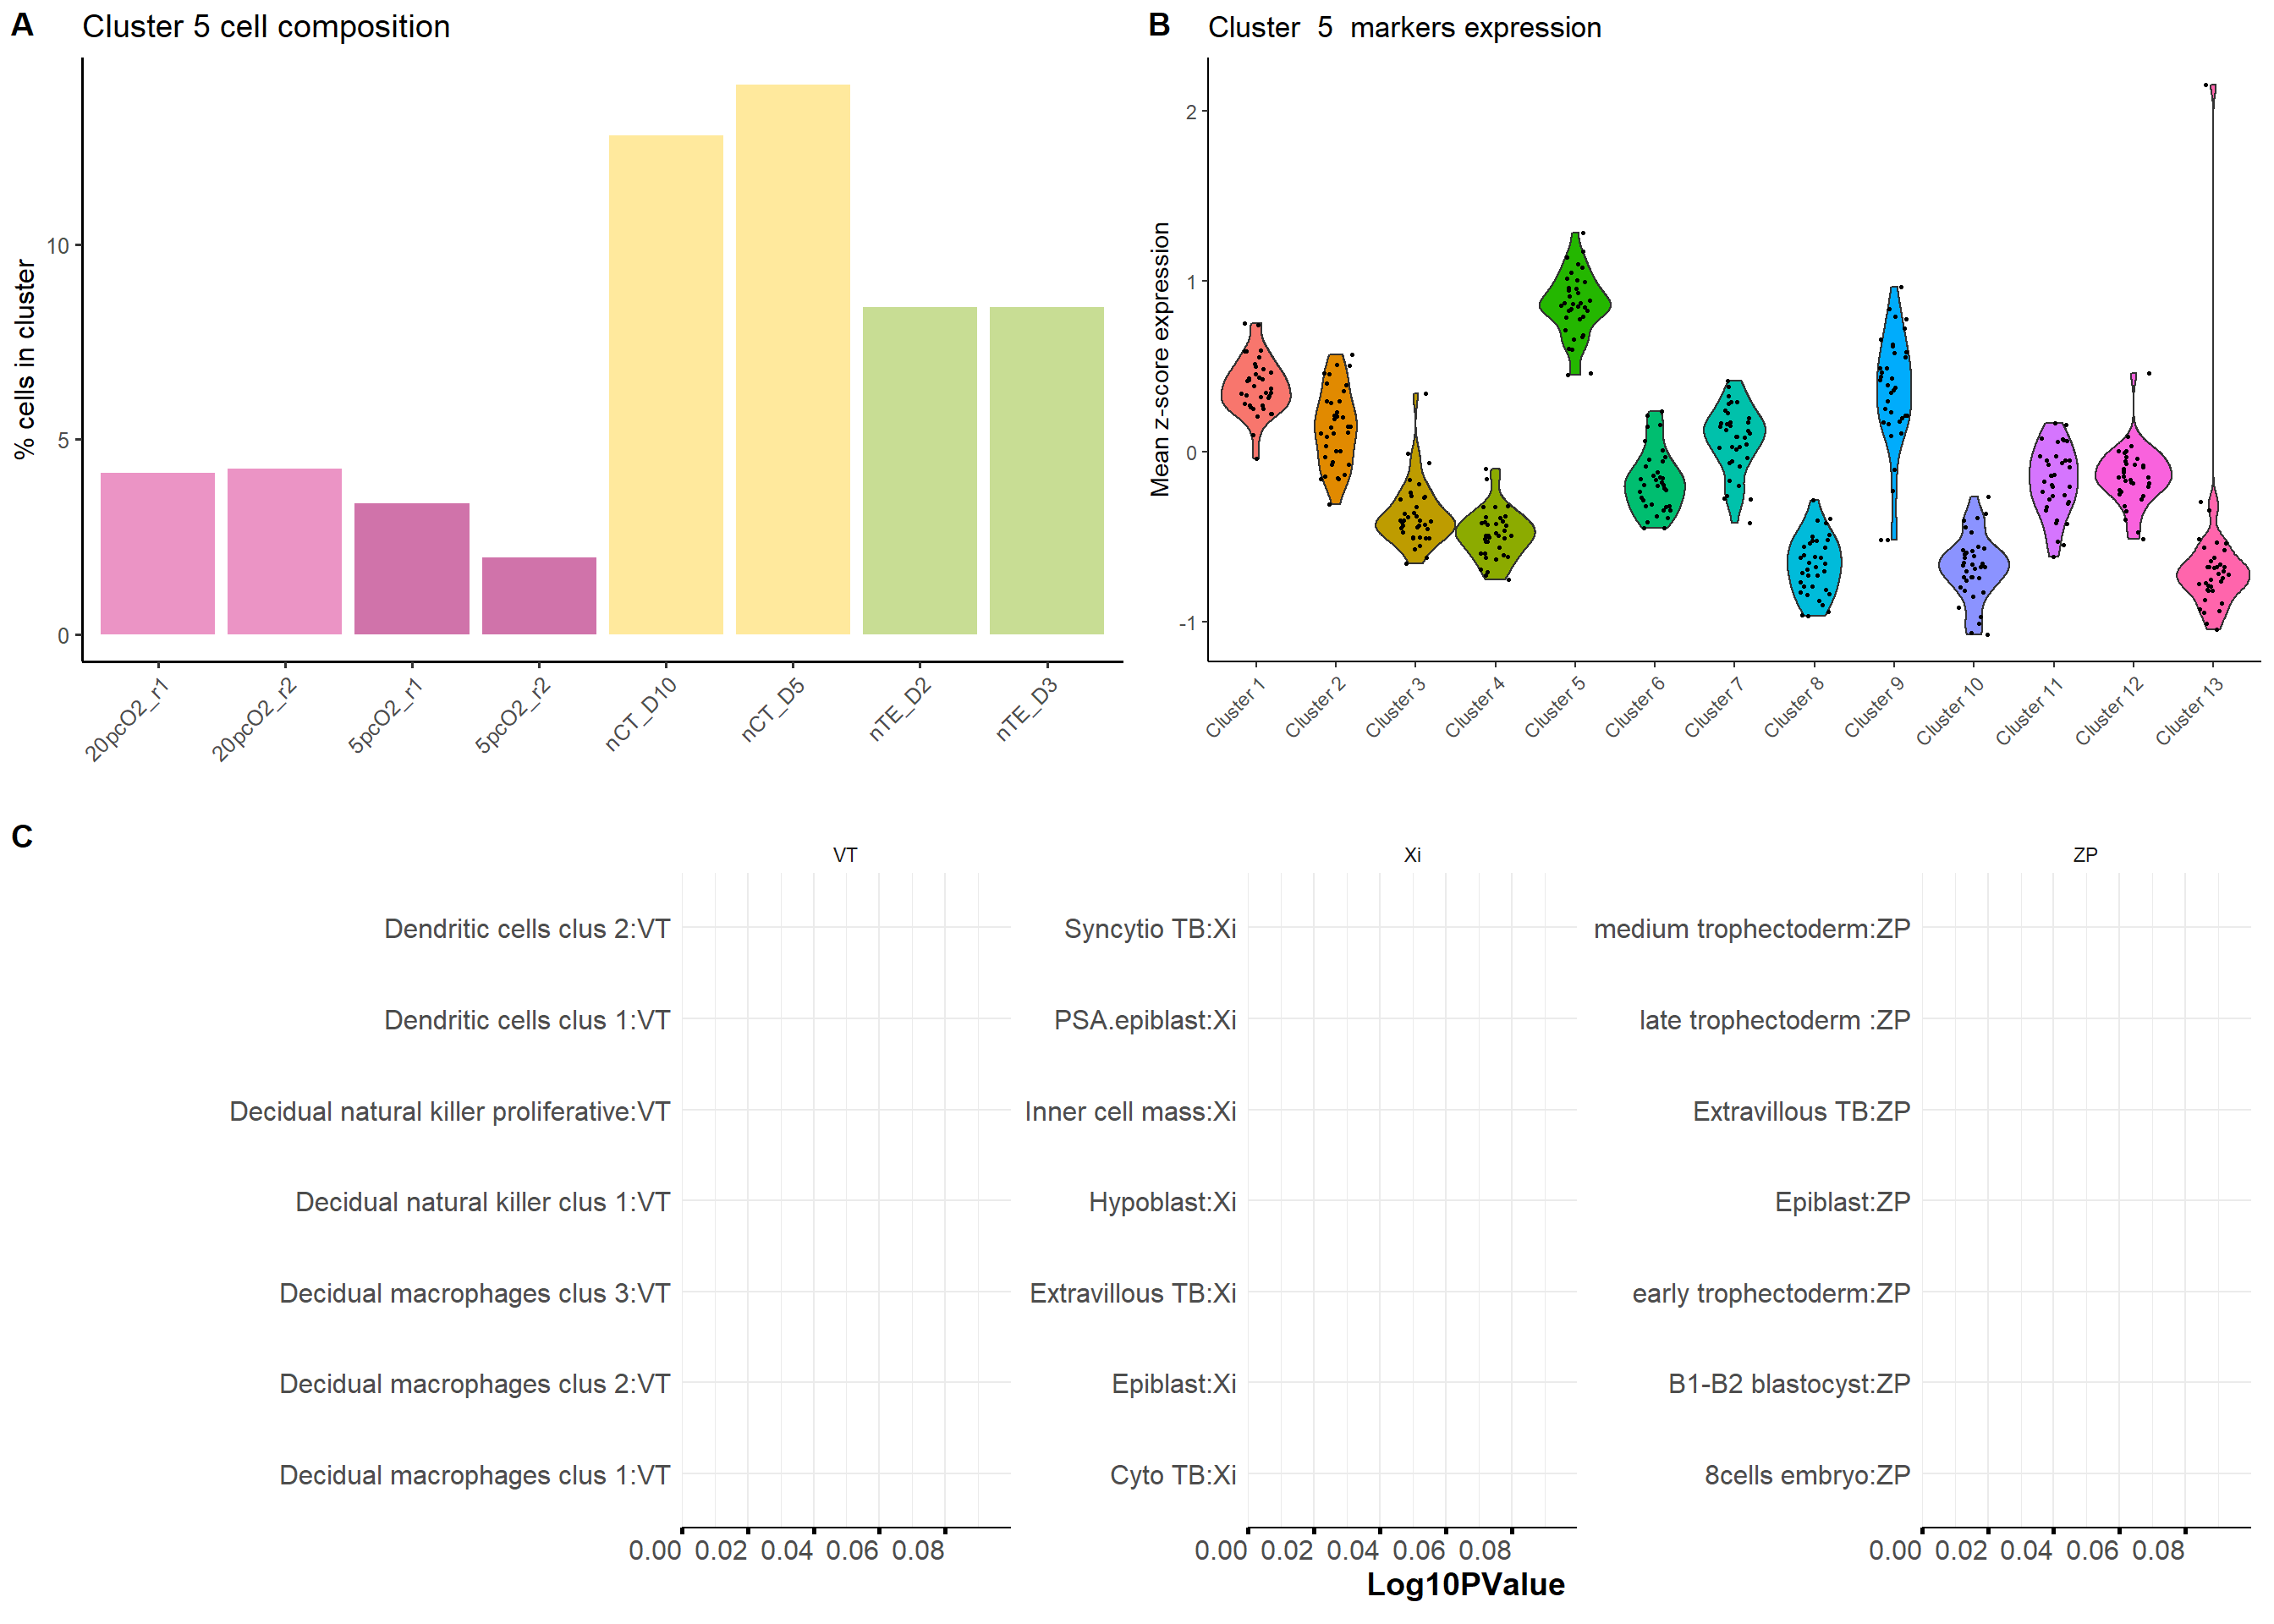 A
Cluster 5 cell composition
% cells in cluster
10
5
0
20pcO2_r1
20pcO2_r2
5pcO2_r1
5pcO2_r2
nCT_D10
nCT_D5
nTE_D2
nTE_D3
B
Cluster  5  markers expression
Mean z-score expression
2
1
0
-1
Cluster 1
Cluster 2
Cluster 3
Cluster 4
Cluster 5
Cluster 6
Cluster 7
Cluster 8
Cluster 9
Cluster 10
Cluster 11
Cluster 12
Cluster 13
C
VT
Dendritic cells clus 2:VT
Dendritic cells clus 1:VT
Decidual natural killer proliferative:VT
Decidual natural killer clus 1:VT
Decidual macrophages clus 3:VT
Decidual macrophages clus 2:VT
Decidual macrophages clus 1:VT
0.00 0.02 0.04 0.06 0.08
Xi
Syncytio TB:Xi
PSA.epiblast:Xi
Inner cell mass:Xi
Hypoblast:Xi
Extravillous TB:Xi
Epiblast:Xi
Cyto TB:Xi
0.00 0.02 0.04 0.06 0.08
ZP
medium trophectoderm:ZP
late trophectoderm :ZP
Extravillous TB:ZP
Epiblast:ZP
early trophectoderm:ZP
B1-B2 blastocyst:ZP
8cells embryo:ZP
0.00 0.02 0.04 0.06 0.08
Log10PValue